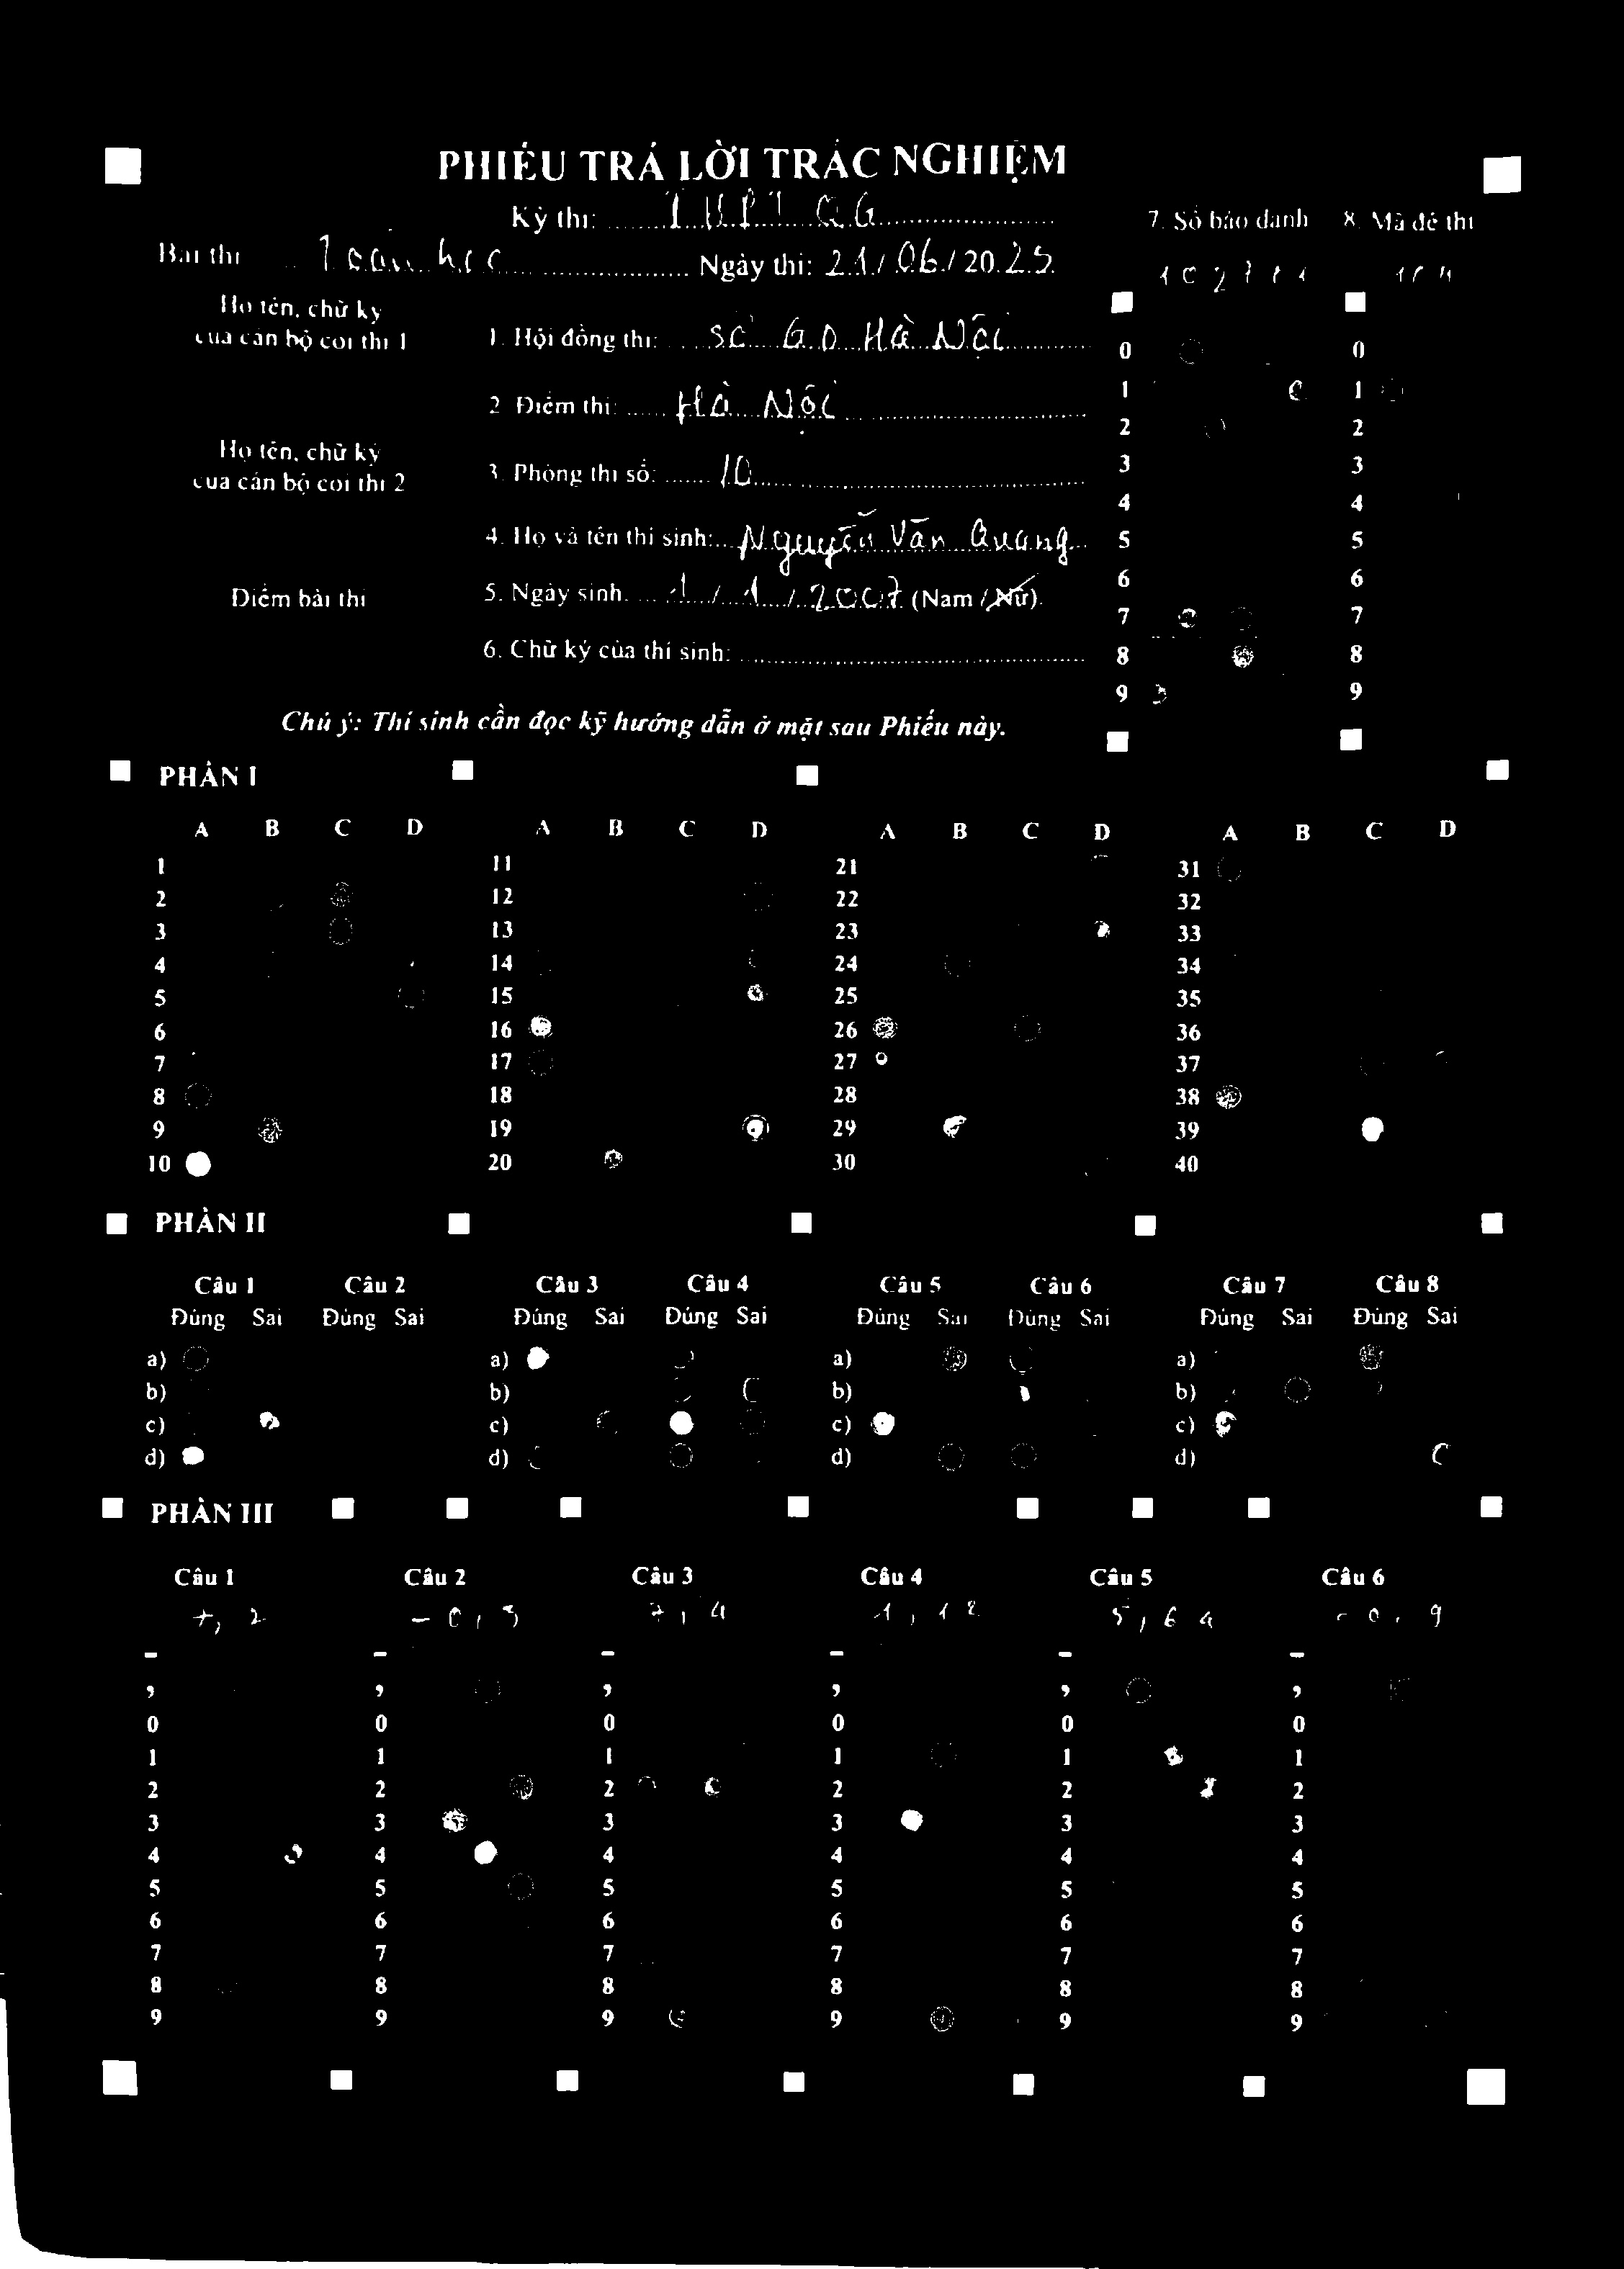 PHIẾU TRẢ LỜI TRẮC NGHIỆM
Kỳ thi: THPT QG
Bài thi Toán học Ngày thi: 21/06/2025
7. Số báo danh 8. Mã đề thi
Họ tên, chữ ký
của cán bộ coi thi 1
1. Hội đồng thi: Sở GD Hà Nội
2. Điểm thi: Hà Nội
Họ tên, chữ ký
của cán bộ coi thi 2
3. Phòng thi số: 10
4. Họ và tên thí sinh: Nguyễn Văn Quang
Điểm bài thi
5. Ngày sinh: 1/1/2007 (Nam / Nữ).
6. Chữ ký của thí sinh:
0 0
1 1
2 2
3 3
4 4
5 5
6 6
7 7
8 8
9 9
Chú ý: Thí sinh cần đọc kỹ hướng dẫn ở mặt sau Phiếu này.
PHẦN I
A B C D A B C D A B C D A B C D
1 11 21 31
2 12 22 32
3 13 23 33
4 14 24 34
5 15 25 35
6 16 26 36
7 17 27 37
8 18 28 38
9 19 29 39
10 20 30 40
PHẦN II
Câu 1 Câu 2 Câu 3 Câu 4 Câu 5 Câu 6 Câu 7 Câu 8
Đúng Sai Đúng Sai Đúng Sai Đúng Sai Đúng Sai Đúng Sai Đúng Sai Đúng Sai
a) a) a) a)
b) b) b) b)
c) c) c) c)
d) d) d) d)
PHẦN III
Câu 1 Câu 2 Câu 3 Câu 4 Câu 5 Câu 6
-0,3 7,4 1,12 5,64 -0,9
- - - - - -
, , , , , ,
0 0 0 0 0 0
1 1 1 1 1 1
2 2 2 2 2 2
3 3 3 3 3 3
4 4 4 4 4 4
5 5 5 5 5 5
6 6 6 6 6 6
7 7 7 7 7 7
8 8 8 8 8 8
9 9 9 9 9 9